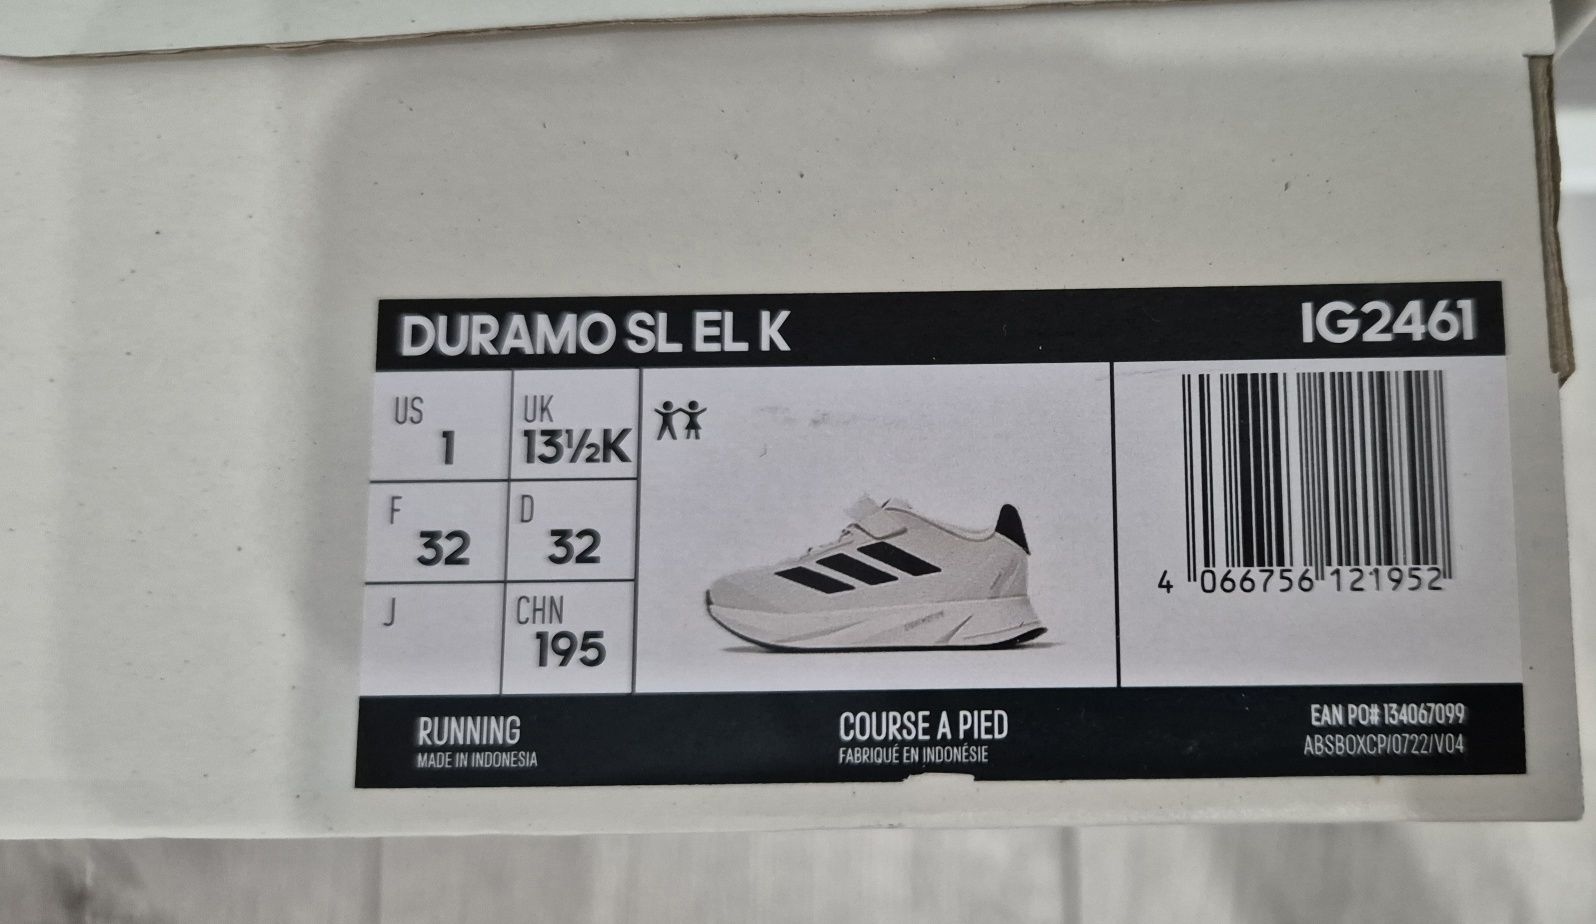 DURAMO SL EL K
IG2461
US
1
UK
13½K
F
32
D
32
J
CHN
195
4 066756 121952
RUNNING
MADE IN INDONESIA
COURSE A PIED
FABRIQUÉ EN INDONÉSIE
EAN PO# 134067099
ABSBOXCP/0722/V04